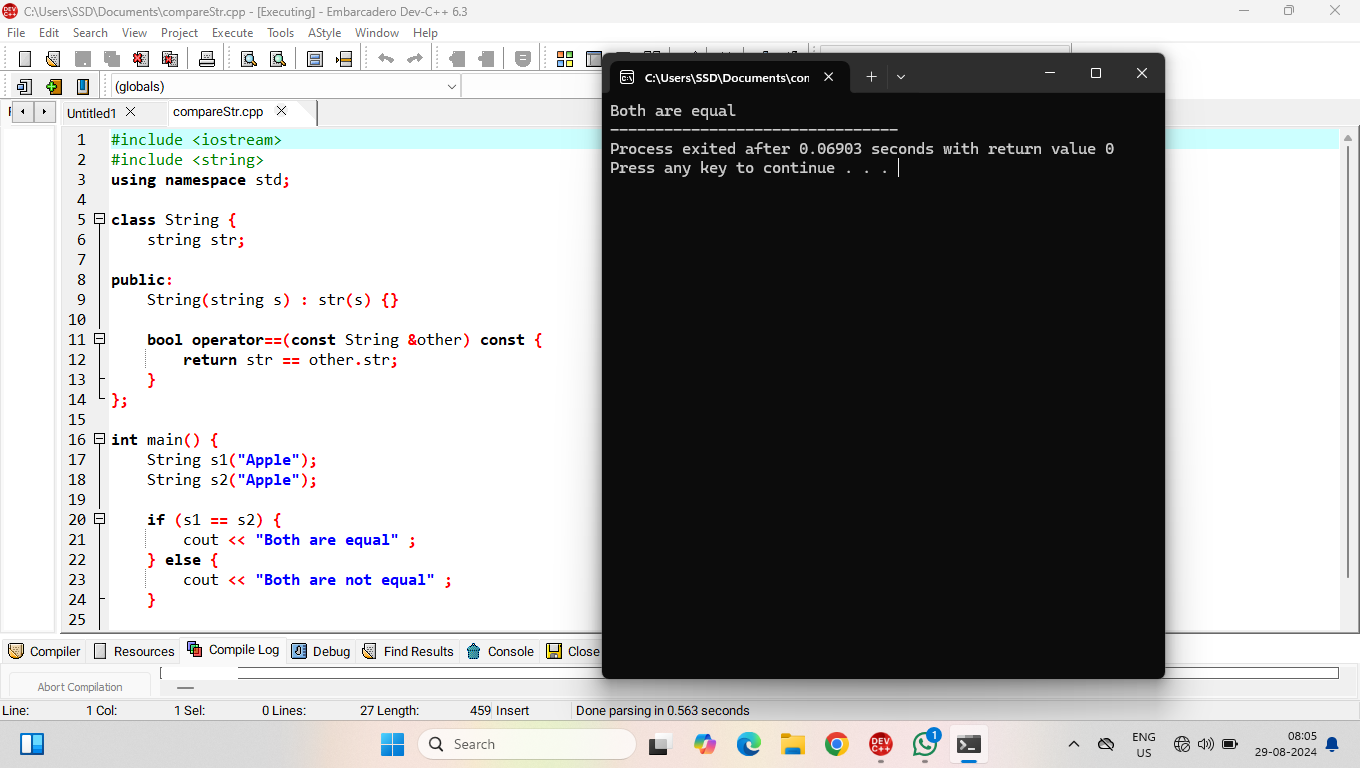 C:\Users\SSD\Documents\compareStr.cpp - [Executing] - Embarcadero Dev-C++ 6.3
File Edit Search View Project Execute Tools AStyle Window Help
(globals)
Untitled1 compareStr.cpp
1 #include <iostream>
2 #include <string>
3 using namespace std;
4
5 class String {
6 string str;
7
8 public:
9 String(string s) : str(s) {}
10
11 bool operator==(const String &other) const {
12 return str == other.str;
13 }
14 };
15
16 int main() {
17 String s1("Apple");
18 String s2("Apple");
19
20 if (s1 == s2) {
21 cout << "Both are equal" ;
22 } else {
23 cout << "Both are not equal" ;
24 }
25
C:\Users\SSD\Documents\con
Both are equal
--------------------------------
Process exited after 0.06903 seconds with return value 0
Press any key to continue . . .
Compiler Resources Compile Log Debug Find Results Console Close
Abort Compilation
Line: 1 Col: 1 Sel: 0 Lines: 27 Length: 459 Insert Done parsing in 0.563 seconds
Search
DEV C++
1
ENG
US
08:05
29-08-2024